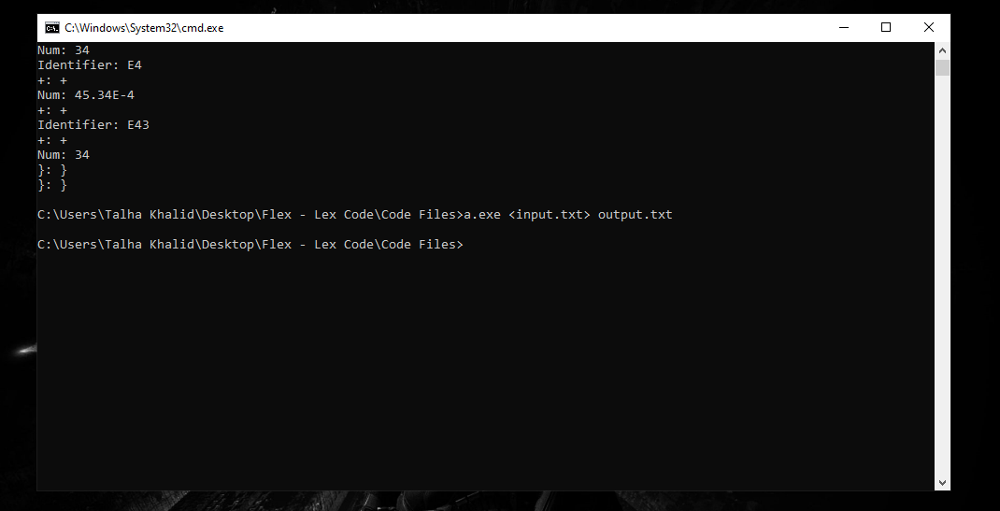 C:\Windows\System32\cmd.exe
Num: 34
Identifier: E4
+: +
Num: 45.34E-4
+: +
Identifier: E43
+: +
Num: 34
}: }
}: }
C:\Users\Talha Khalid\Desktop\Flex - Lex Code\Code Files>a.exe <input.txt> output.txt
C:\Users\Talha Khalid\Desktop\Flex - Lex Code\Code Files>